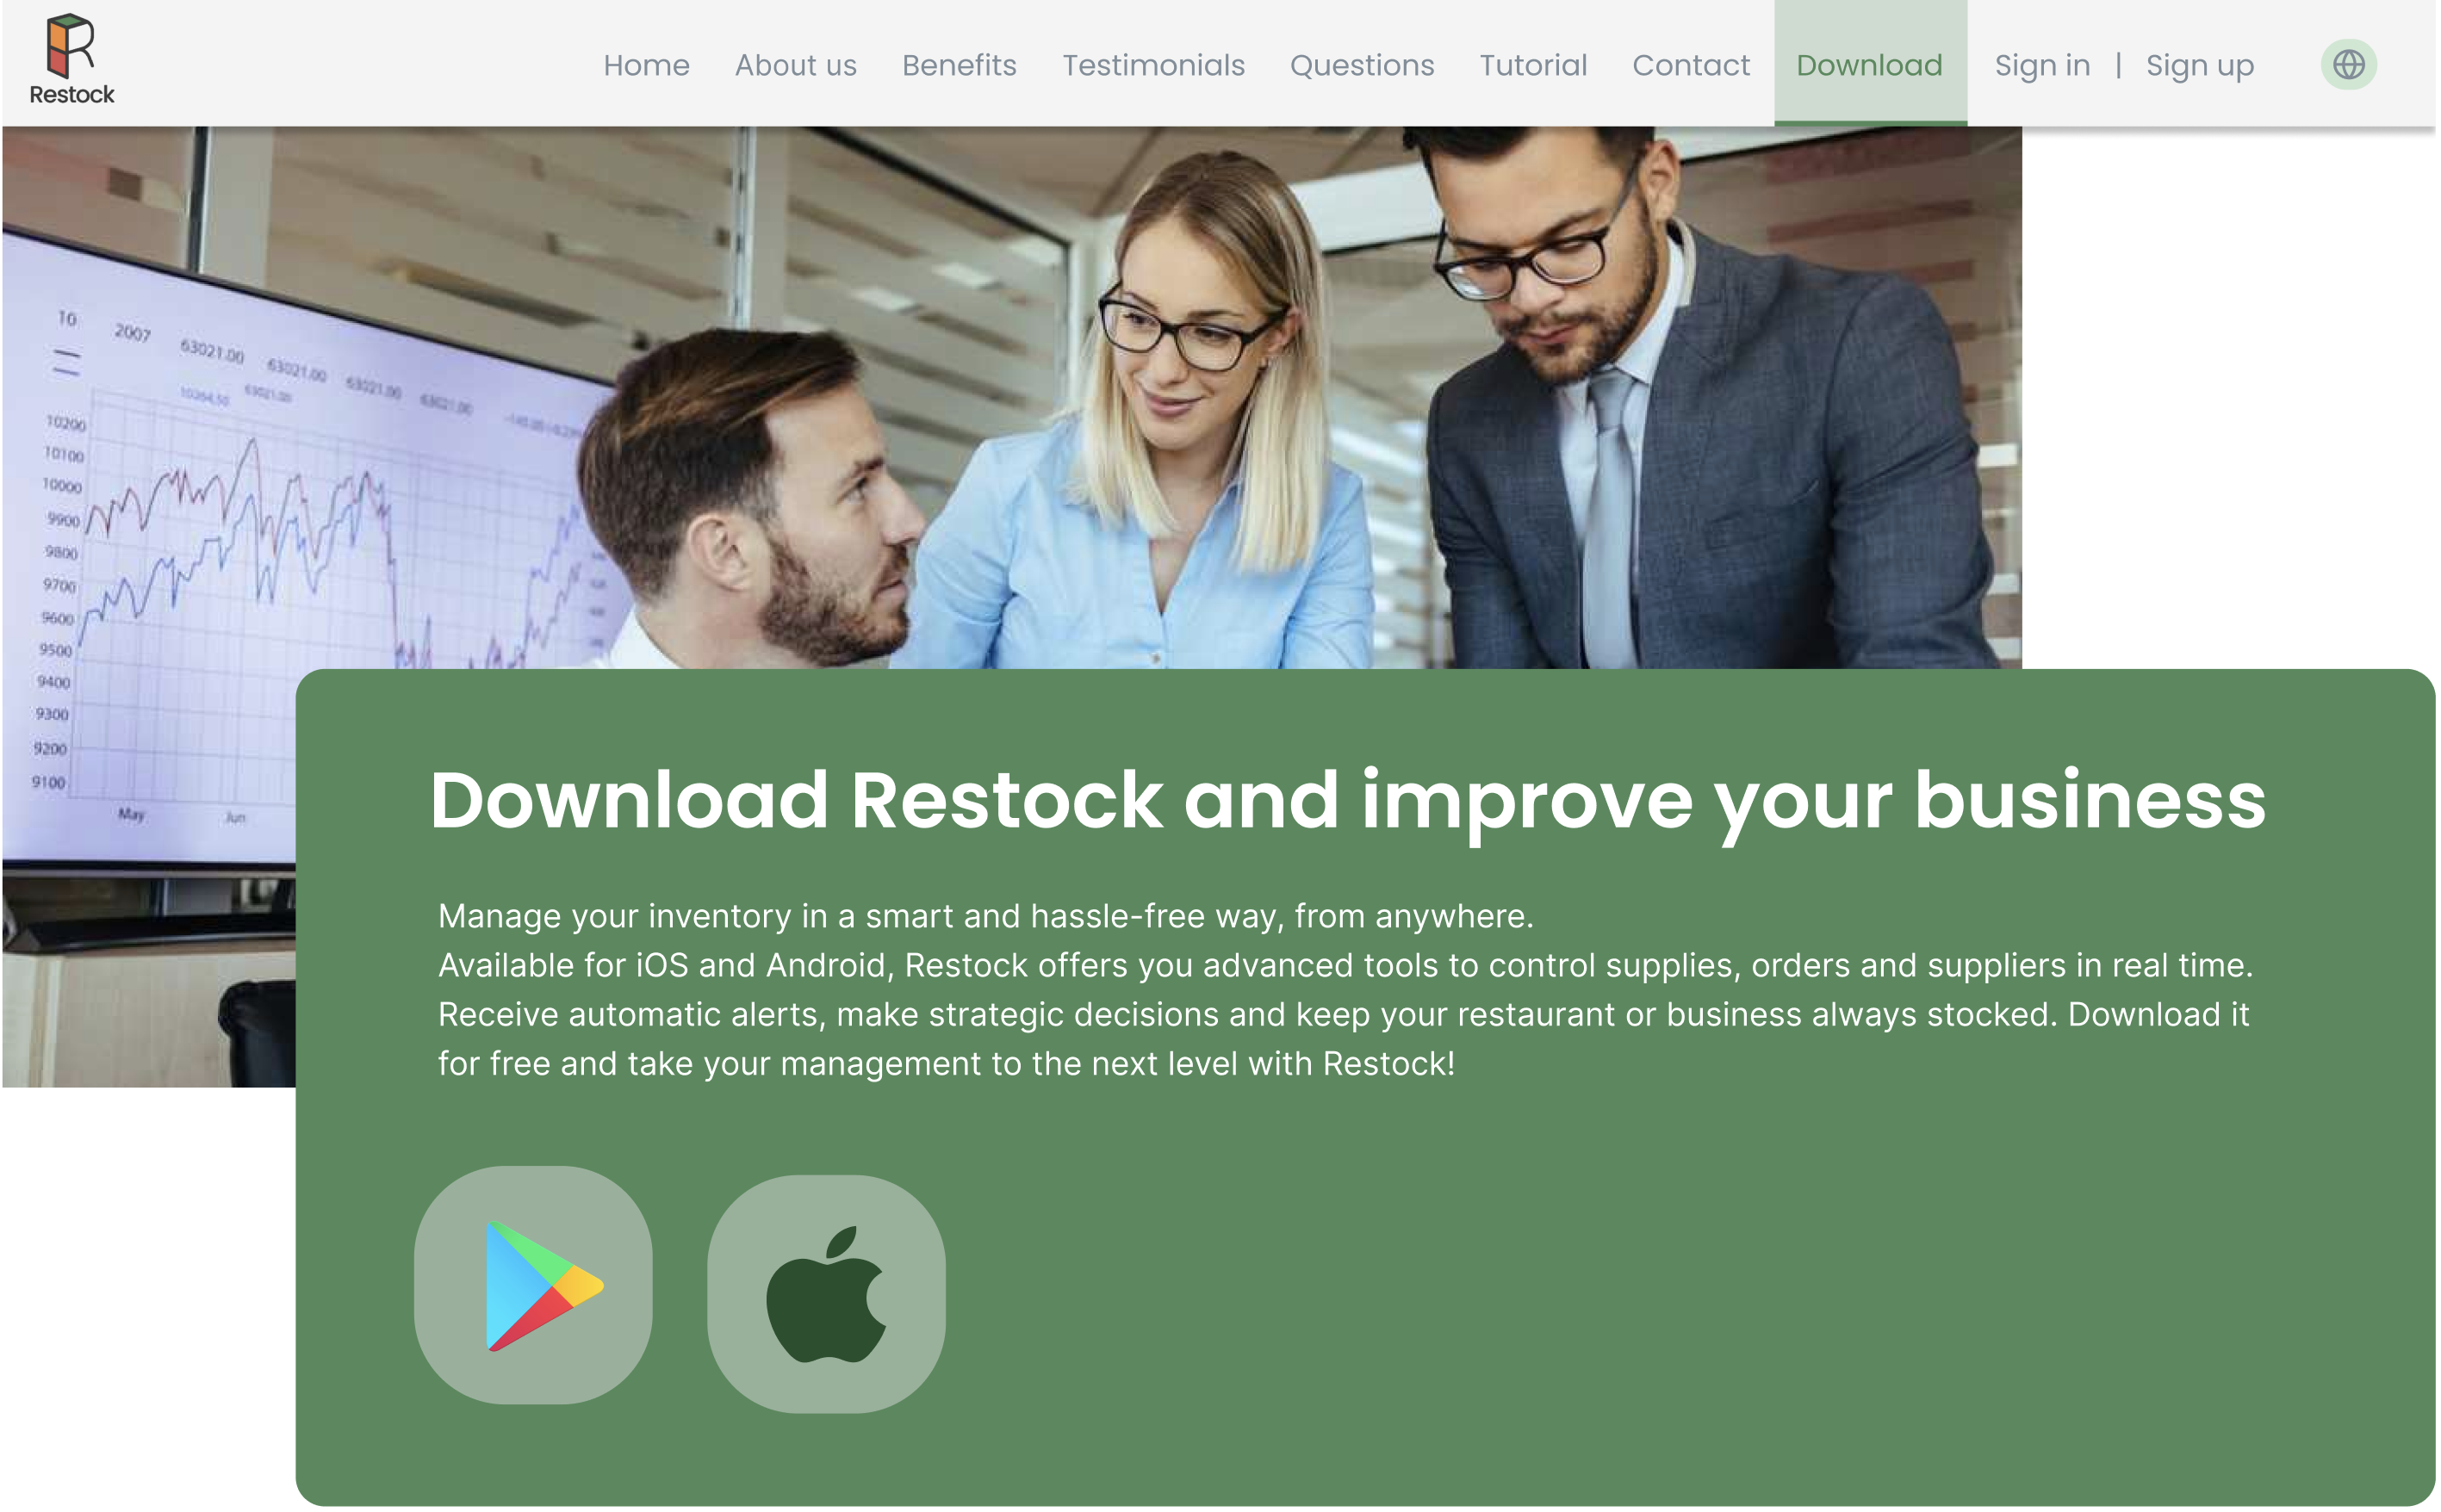 Restock
Home About us Benefits Testimonials Questions Tutorial Contact Download Sign in | Sign up
10 2007 63021.00 63021.00 63021.00 63021.00
10264.50 63021.00
10200
10100
10000
9900
9800
9700
9600
9500
9400
9300
9200
9100
May Jun
Download Restock and improve your business
Manage your inventory in a smart and hassle-free way, from anywhere.
Available for iOS and Android, Restock offers you advanced tools to control supplies, orders and suppliers in real time.
Receive automatic alerts, make strategic decisions and keep your restaurant or business always stocked. Download it
for free and take your management to the next level with Restock!